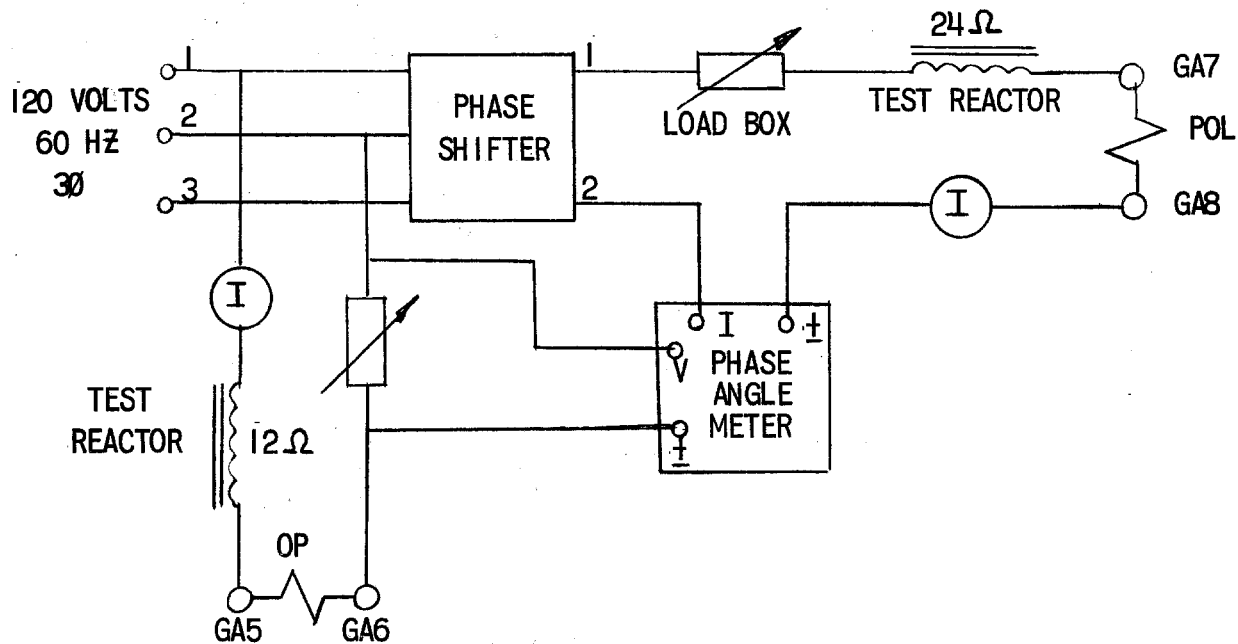 120 VOLTS
60 HZ
3Ø
1
2
3
PHASE
SHIFTER
1
2
LOAD BOX
24Ω
TEST REACTOR
GA7
POL
GA8
I
I
TEST
REACTOR
12Ω
OP
GA5
GA6
I
±
V
PHASE
ANGLE
METER
±